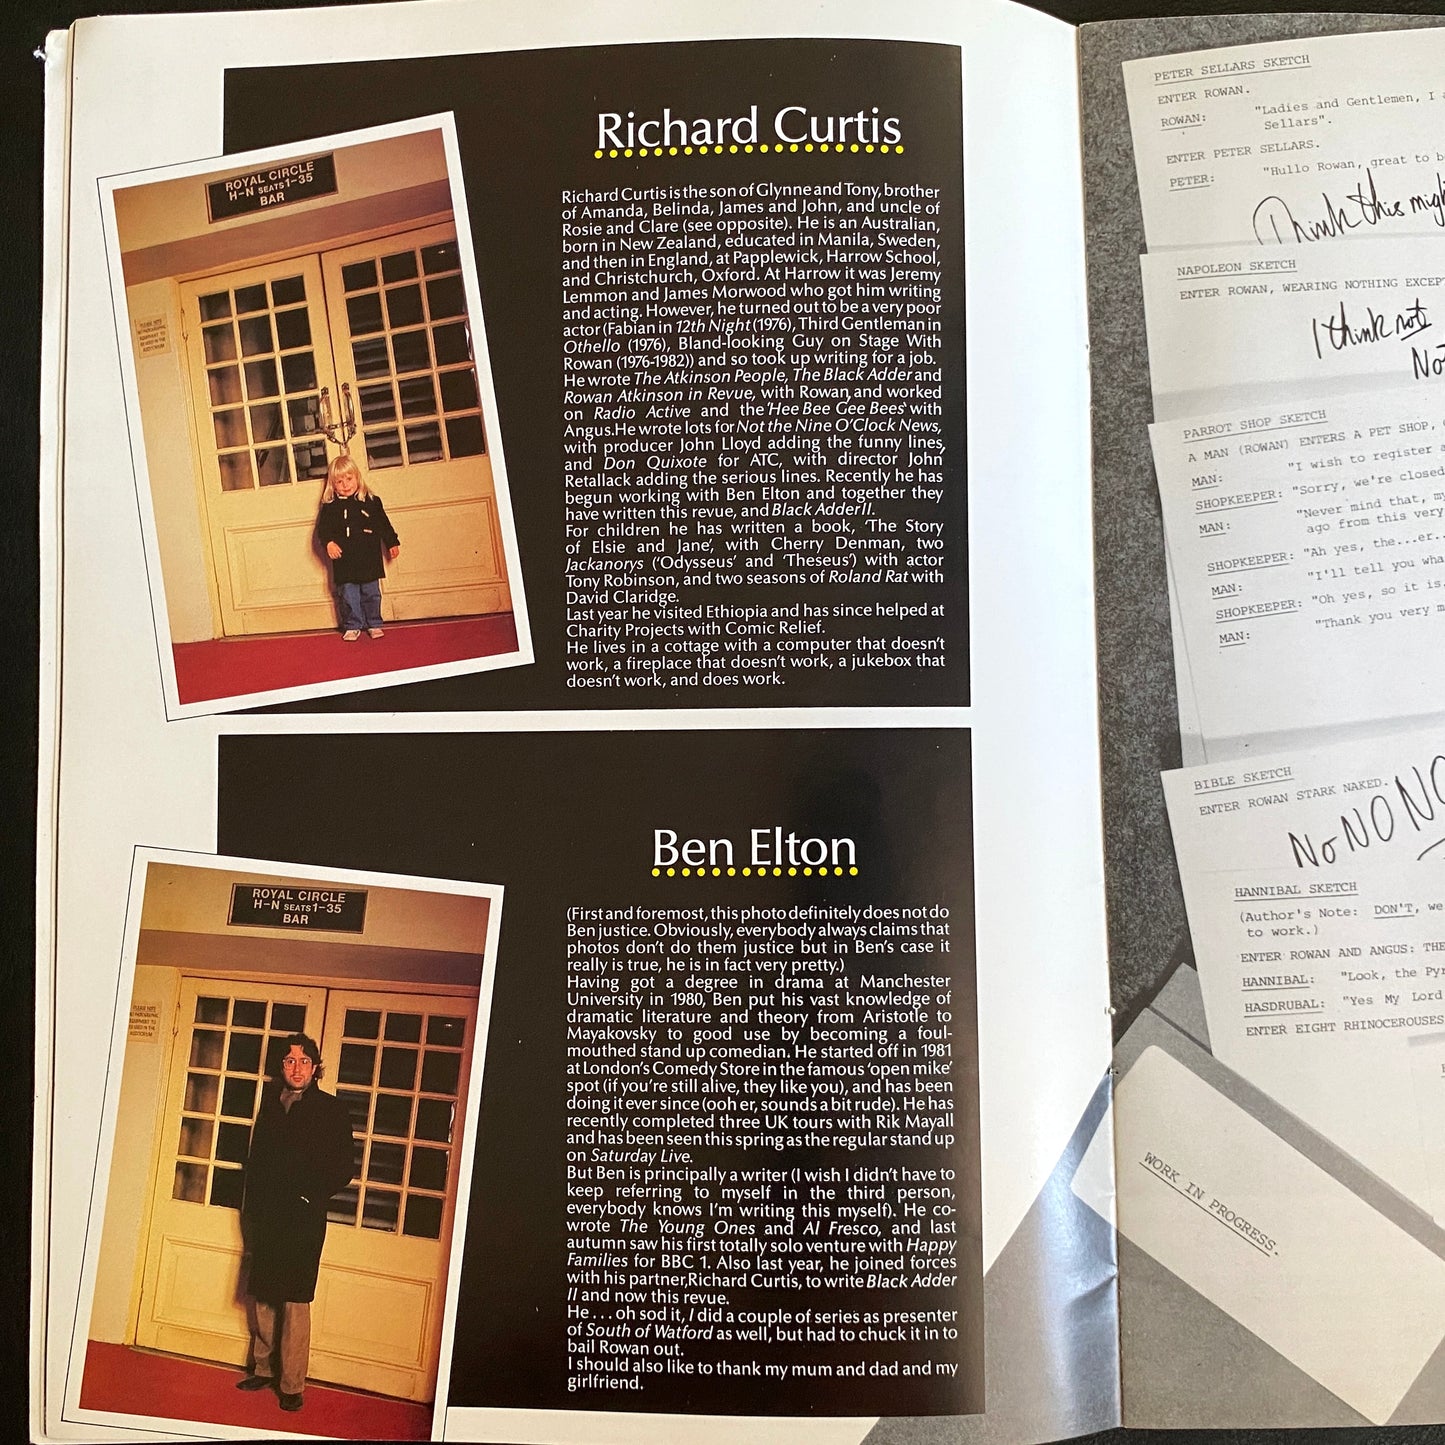 ROYAL CIRCLE
H-N SEATS 1-35
BAR
PLEASE NOTE
NO PHOTOGRAPHIC
EQUIPMENT TO
BE USED IN THE
AUDITORIUM
Richard Curtis
Richard Curtis is the son of Glynne and Tony, brother
of Amanda, Belinda, James and John, and uncle of
Rosie and Clare (see opposite). He is an Australian,
born in New Zealand, educated in Manila, Sweden,
and then in England, at Papplewick, Harrow School,
and Christchurch, Oxford. At Harrow it was Jeremy
Lemmon and James Morwood who got him writing
and acting. However, he turned out to be a very poor
actor (Fabian in 12th Night (1976), Third Gentleman in
Othello (1976), Bland-looking Guy on Stage With
Rowan (1976-1982)) and so took up writing for a job.
He wrote The Atkinson People, The Black Adder and
Rowan Atkinson in Revue, with Rowan, and worked
on Radio Active and the 'Hee Bee Gee Bees' with
Angus. He wrote lots for Not the Nine O'Clock News,
with producer John Lloyd adding the funny lines,
and Don Quixote for ATC, with director John
Retallack adding the serious lines. Recently he has
begun working with Ben Elton and together they
have written this revue, and Black Adder II.
For children he has written a book, 'The Story
of Elsie and Jane', with Cherry Denman, two
Jackanorys ('Odysseus' and 'Theseus') with actor
Tony Robinson, and two seasons of Roland Rat with
David Claridge.
Last year he visited Ethiopia and has since helped at
Charity Projects with Comic Relief.
He lives in a cottage with a computer that doesn't
work, a fireplace that doesn't work, a jukebox that
doesn't work, and does work.
ROYAL CIRCLE
H-N SEATS 1-35
BAR
PLEASE NOTE
NO PHOTOGRAPHIC
EQUIPMENT TO
BE USED IN THE
AUDITORIUM
Ben Elton
(First and foremost, this photo definitely does not do
Ben justice. Obviously, everybody always claims that
photos don't do them justice but in Ben's case it
really is true, he is in fact very pretty.)
Having got a degree in drama at Manchester
University in 1980, Ben put his vast knowledge of
dramatic literature and theory from Aristotle to
Mayakovsky to good use by becoming a foul-
mouthed stand up comedian. He started off in 1981
at London's Comedy Store in the famous 'open mike'
spot (if you're still alive, they like you), and has been
doing it ever since (ooh er, sounds a bit rude). He has
recently completed three UK tours with Rik Mayall
and has been seen this spring as the regular stand up
on Saturday Live.
But Ben is principally a writer (I wish I didn't have to
keep referring to myself in the third person,
everybody knows I'm writing this myself). He co-
wrote The Young Ones and Al Fresco, and last
autumn saw his first totally solo venture with Happy
Families for BBC 1. Also last year, he joined forces
with his partner, Richard Curtis, to write Black Adder
II and now this revue.
He . . . oh sod it, I did a couple of series as presenter
of South of Watford as well, but had to chuck it in to
bail Rowan out.
I should also like to thank my mum and dad and my
girlfriend.
PETER SELLARS SKETCH
ENTER ROWAN.
ROWAN: "Ladies and Gentlemen, I
Sellars".
ENTER PETER SELLARS.
PETER: "Hullo Rowan, great to
Think this
NAPOLEON SKETCH
ENTER ROWAN, WEARING NOTHING
I think not
PARROT SHOP SKETCH
A MAN (ROWAN) ENTERS A PET SHOP,
MAN: "I wish to register a
SHOPKEEPER: "Sorry, we're closed
MAN: "Never mind that, my
ago from this very
SHOPKEEPER: "Ah yes, the...er..
MAN: "I'll tell you
SHOPKEEPER: "Oh yes, so it is.
MAN: "Thank you very
BIBLE SKETCH
ENTER ROWAN STARK NAKED.
No NO NO
HANNIBAL SKETCH
(Author's Note: DON'T, we
to work.)
ENTER ROWAN AND ANGUS: THE
HANNIBAL: "Look, the
HASDRUBAL: "Yes My Lord
ENTER EIGHT RHINOCEROUSES
WORK IN PROGRESS.